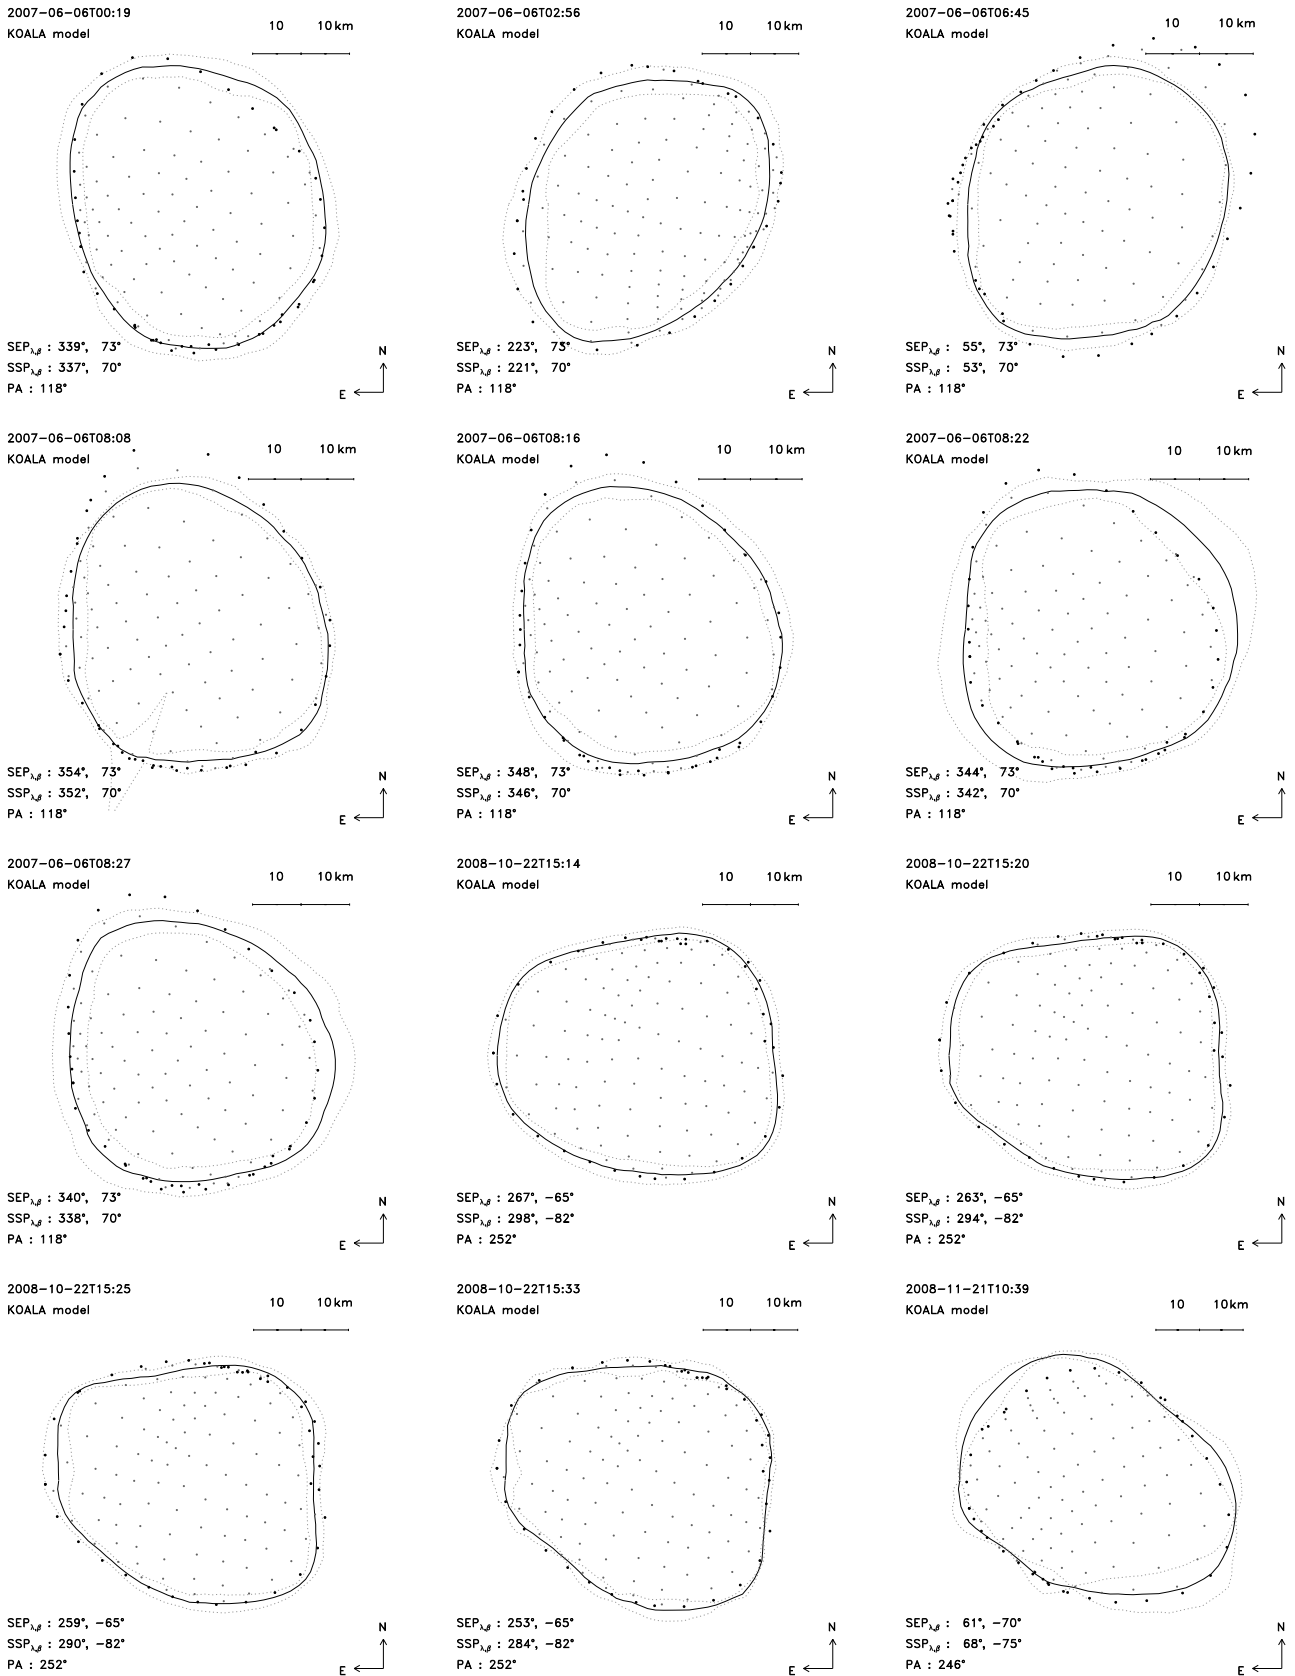 2007-06-06T00:19
KOALA model
10 10 km
SEPλ,β : 339°, 73°
SSPλ,β : 337°, 70°
PA : 118°
N
E
2007-06-06T02:56
KOALA model
10 10 km
SEPλ,β : 223°, 73°
SSPλ,β : 221°, 70°
PA : 118°
N
E
2007-06-06T06:45
KOALA model
10 10 km
SEPλ,β : 55°, 73°
SSPλ,β : 53°, 70°
PA : 118°
N
E
2007-06-06T08:08
KOALA model
10 10 km
SEPλ,β : 354°, 73°
SSPλ,β : 352°, 70°
PA : 118°
N
E
2007-06-06T08:16
KOALA model
10 10 km
SEPλ,β : 348°, 73°
SSPλ,β : 346°, 70°
PA : 118°
N
E
2007-06-06T08:22
KOALA model
10 10 km
SEPλ,β : 344°, 73°
SSPλ,β : 342°, 70°
PA : 118°
N
E
2007-06-06T08:27
KOALA model
10 10 km
SEPλ,β : 340°, 73°
SSPλ,β : 338°, 70°
PA : 118°
N
E
2008-10-22T15:14
KOALA model
10 10 km
SEPλ,β : 267°, -65°
SSPλ,β : 298°, -82°
PA : 252°
N
E
2008-10-22T15:20
KOALA model
10 10 km
SEPλ,β : 263°, -65°
SSPλ,β : 294°, -82°
PA : 252°
N
E
2008-10-22T15:25
KOALA model
10 10 km
SEPλ,β : 259°, -65°
SSPλ,β : 290°, -82°
PA : 252°
N
E
2008-10-22T15:33
KOALA model
10 10 km
SEPλ,β : 253°, -65°
SSPλ,β : 284°, -82°
PA : 252°
N
E
2008-11-21T10:39
KOALA model
10 10 km
SEPλ,β : 61°, -70°
SSPλ,β : 68°, -75°
PA : 246°
N
E